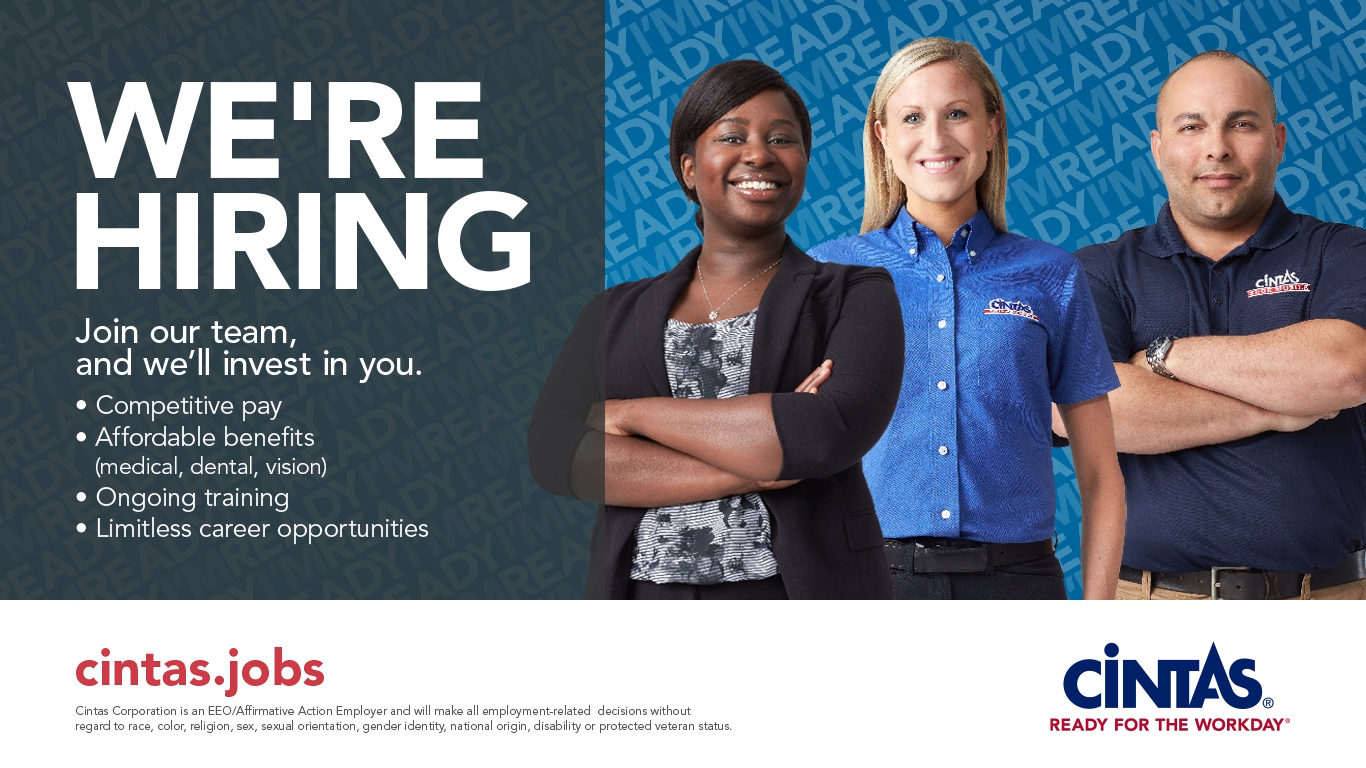 WE'RE
HIRING
Join our team,
and we’ll invest in you.
• Competitive pay
• Affordable benefits
(medical, dental, vision)
• Ongoing training
• Limitless career opportunities
I'M READY
CINTAS
CINTAS
cintas.jobs
Cintas Corporation is an EEO/Affirmative Action Employer and will make all employment-related decisions without
regard to race, color, religion, sex, sexual orientation, gender identity, national origin, disability or protected veteran status.
CiNTAS®
READY FOR THE WORKDAY®